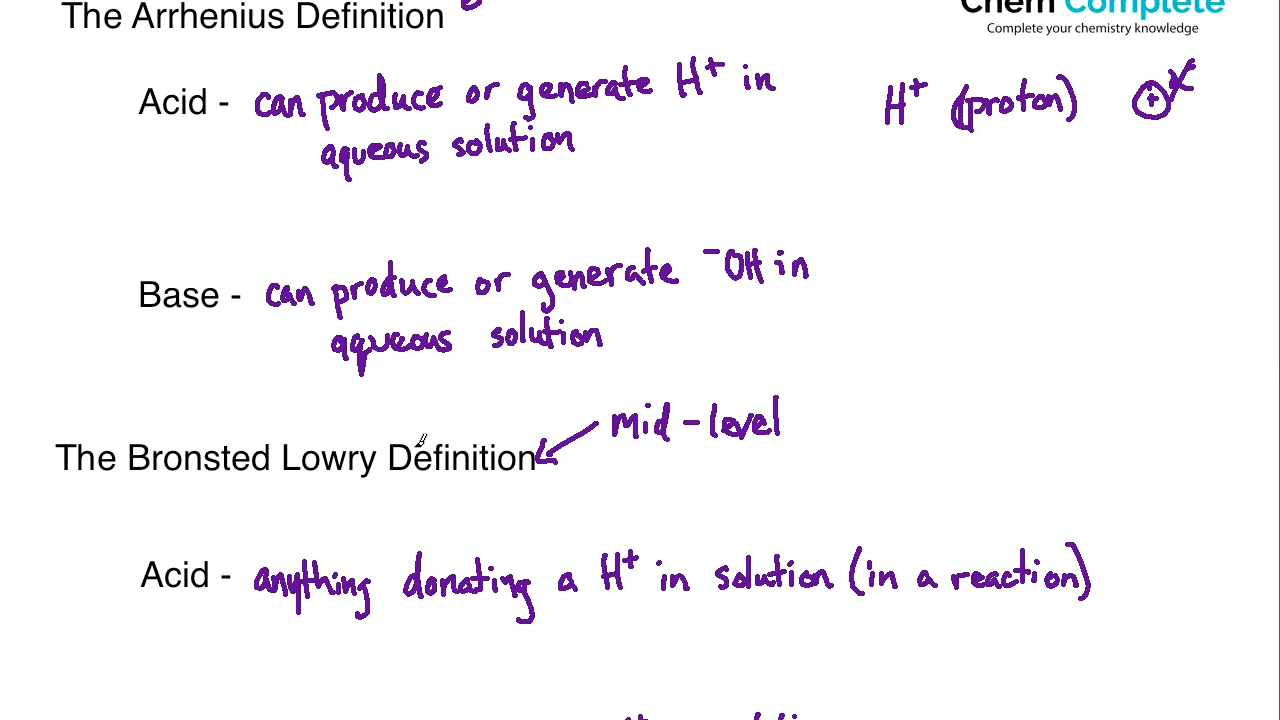 The Arrhenius Definition
Chem Complete
Complete your chemistry knowledge
Acid - can produce or generate H⁺ in
aqueous solution
H⁺ (proton) +
Base - can produce or generate ⁻OH in
aqueous solution
mid-level
The Bronsted Lowry Definition
Acid - anything donating a H⁺ in solution (in a reaction)